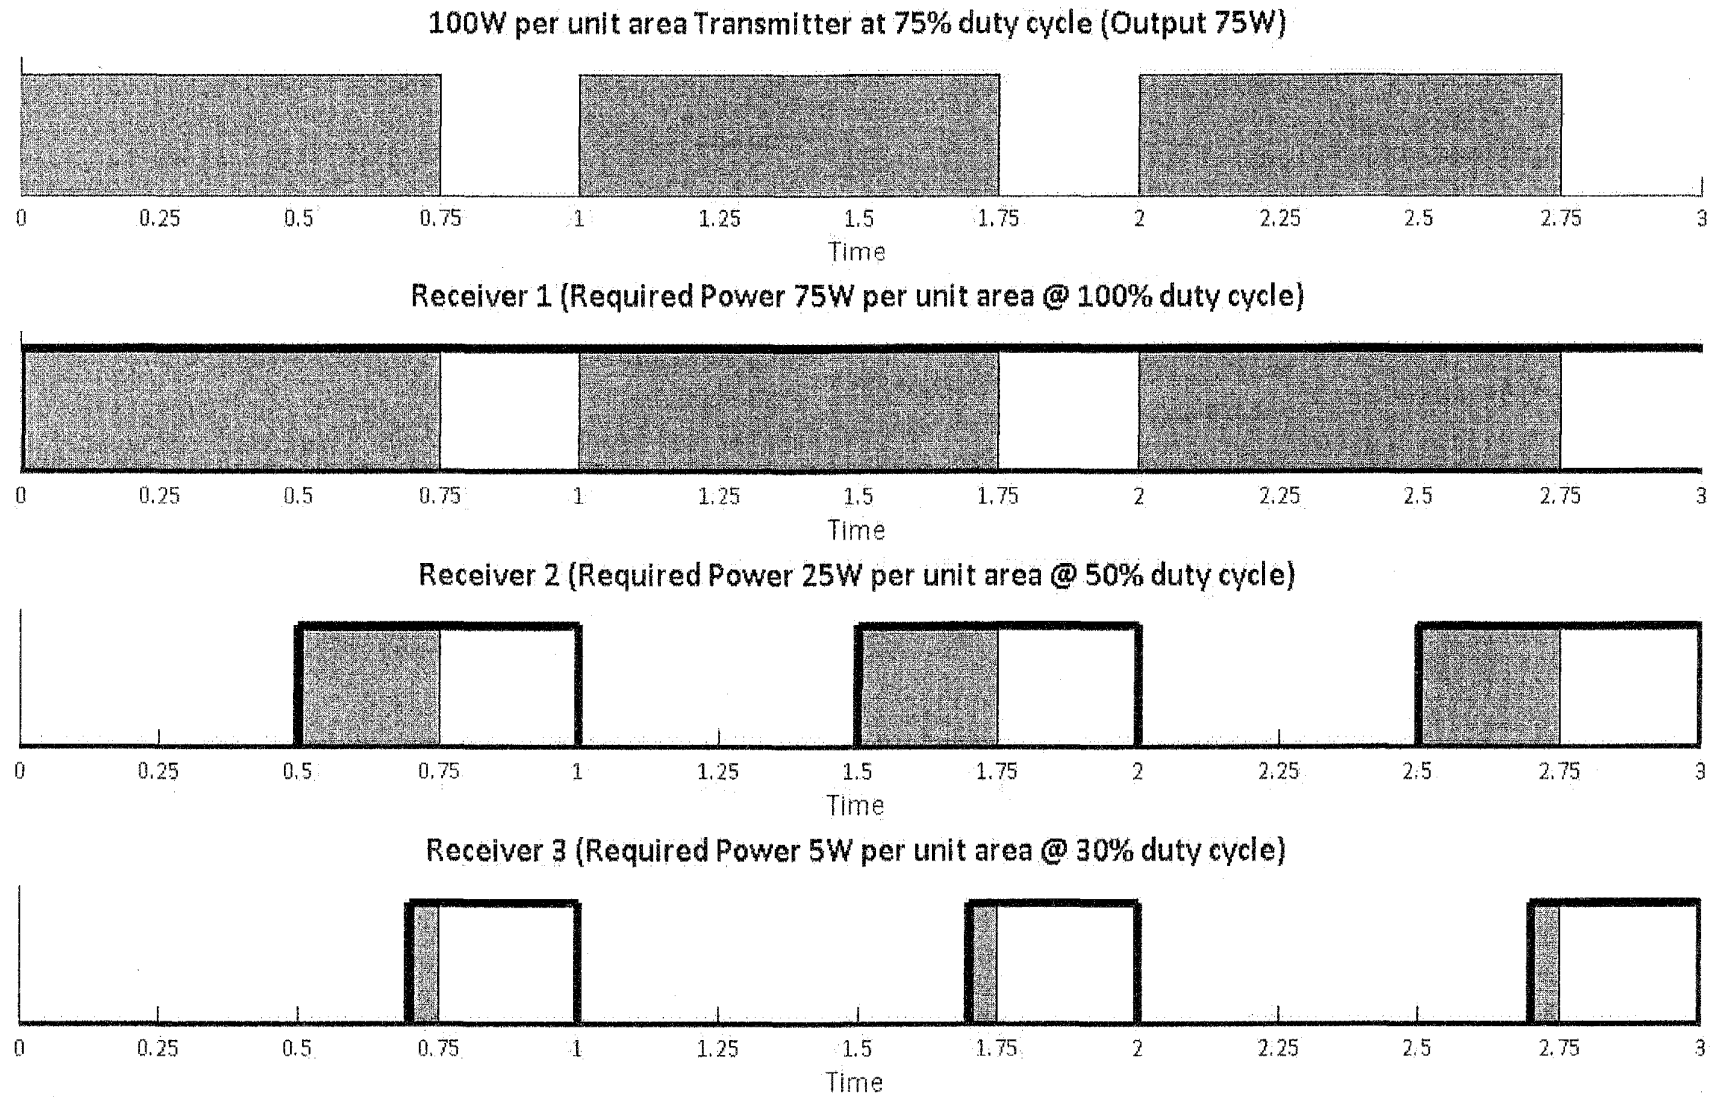 100W per unit area Transmitter at 75% duty cycle (Output 75W)
0 0.25 0.5 0.75 1 1.25 1.5 1.75 2 2.25 2.5 2.75 3
Time
Receiver 1 (Required Power 75W per unit area @ 100% duty cycle)
0 0.25 0.5 0.75 1 1.25 1.5 1.75 2 2.25 2.5 2.75 3
Time
Receiver 2 (Required Power 25W per unit area @ 50% duty cycle)
0 0.25 0.5 0.75 1 1.25 1.5 1.75 2 2.25 2.5 2.75 3
Time
Receiver 3 (Required Power 5W per unit area @ 30% duty cycle)
0 0.25 0.5 0.75 1 1.25 1.5 1.75 2 2.25 2.5 2.75 3
Time